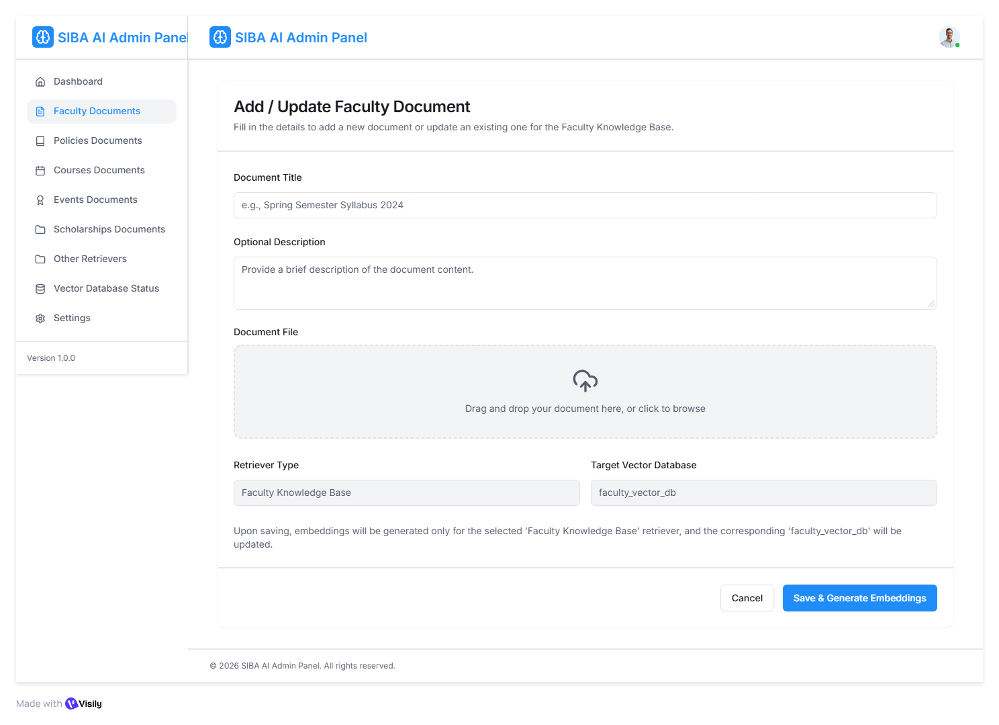 SIBA AI Admin Panel
SIBA AI Admin Panel
Dashboard
Faculty Documents
Policies Documents
Courses Documents
Events Documents
Scholarships Documents
Other Retrievers
Vector Database Status
Settings
Version 1.0.0
Add / Update Faculty Document
Fill in the details to add a new document or update an existing one for the Faculty Knowledge Base.
Document Title
e.g., Spring Semester Syllabus 2024
Optional Description
Provide a brief description of the document content.
Document File
Drag and drop your document here, or click to browse
Retriever Type
Target Vector Database
Faculty Knowledge Base
faculty_vector_db
Upon saving, embeddings will be generated only for the selected 'Faculty Knowledge Base' retriever, and the corresponding 'faculty_vector_db' will be
updated.
Cancel
Save & Generate Embeddings
© 2026 SIBA AI Admin Panel. All rights reserved.
Made with Visily